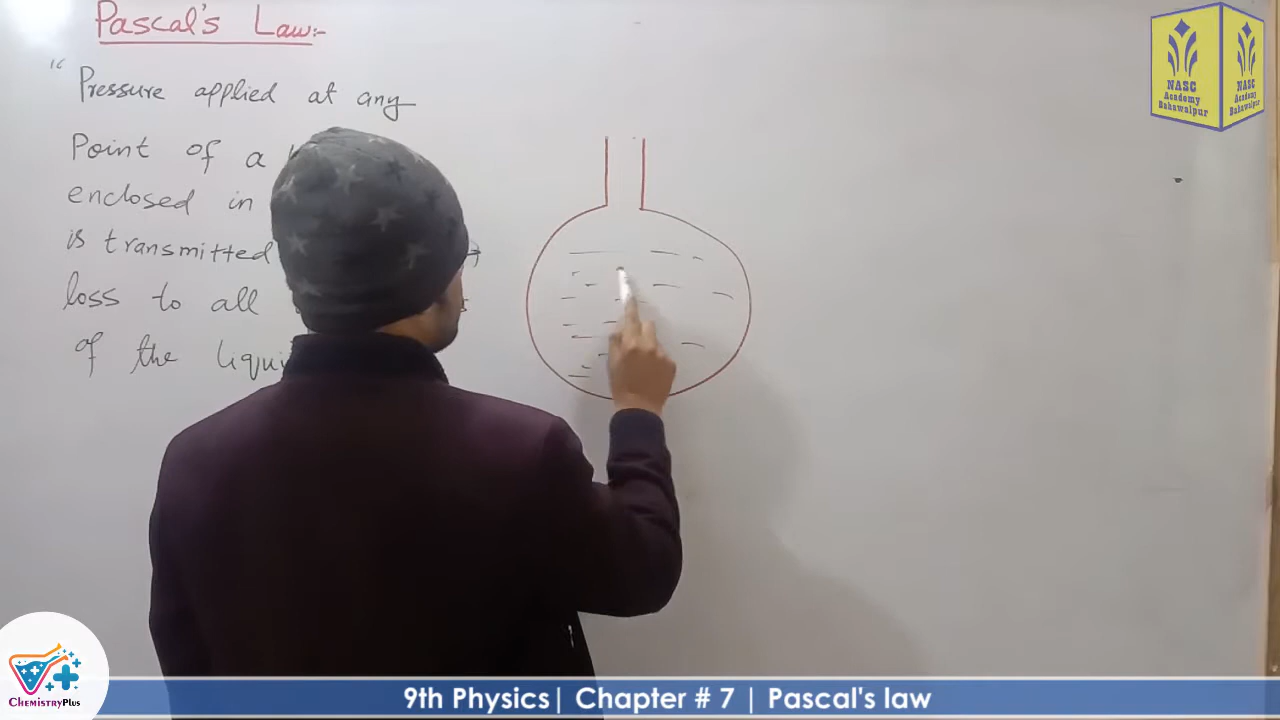 Pascal's Law:-
"Pressure applied at any
Point of a
enclosed in
is transmitted
loss to all
of the
NASC
Academy
Bahawalpur
NASC
Academy
Bahawalpur
ChemistryPlus
9th Physics| Chapter # 7 | Pascal's law